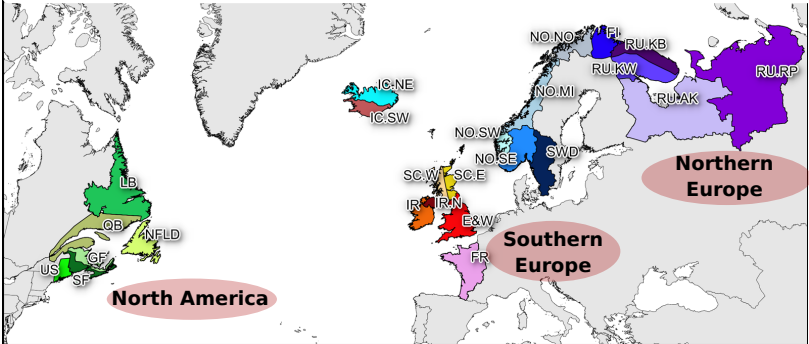 NO.NO
FI
RU.KB
RU.KW
RU.RP
IC.NE
NO.MI
RU.AK
IC.SW
NO.SW
SWD
NO.SE
Northern
Europe
SC.W
SC.E
LB
IR
IR.N
E&W
QB
NFLD
Southern
Europe
GF
FR
US
SF
North America